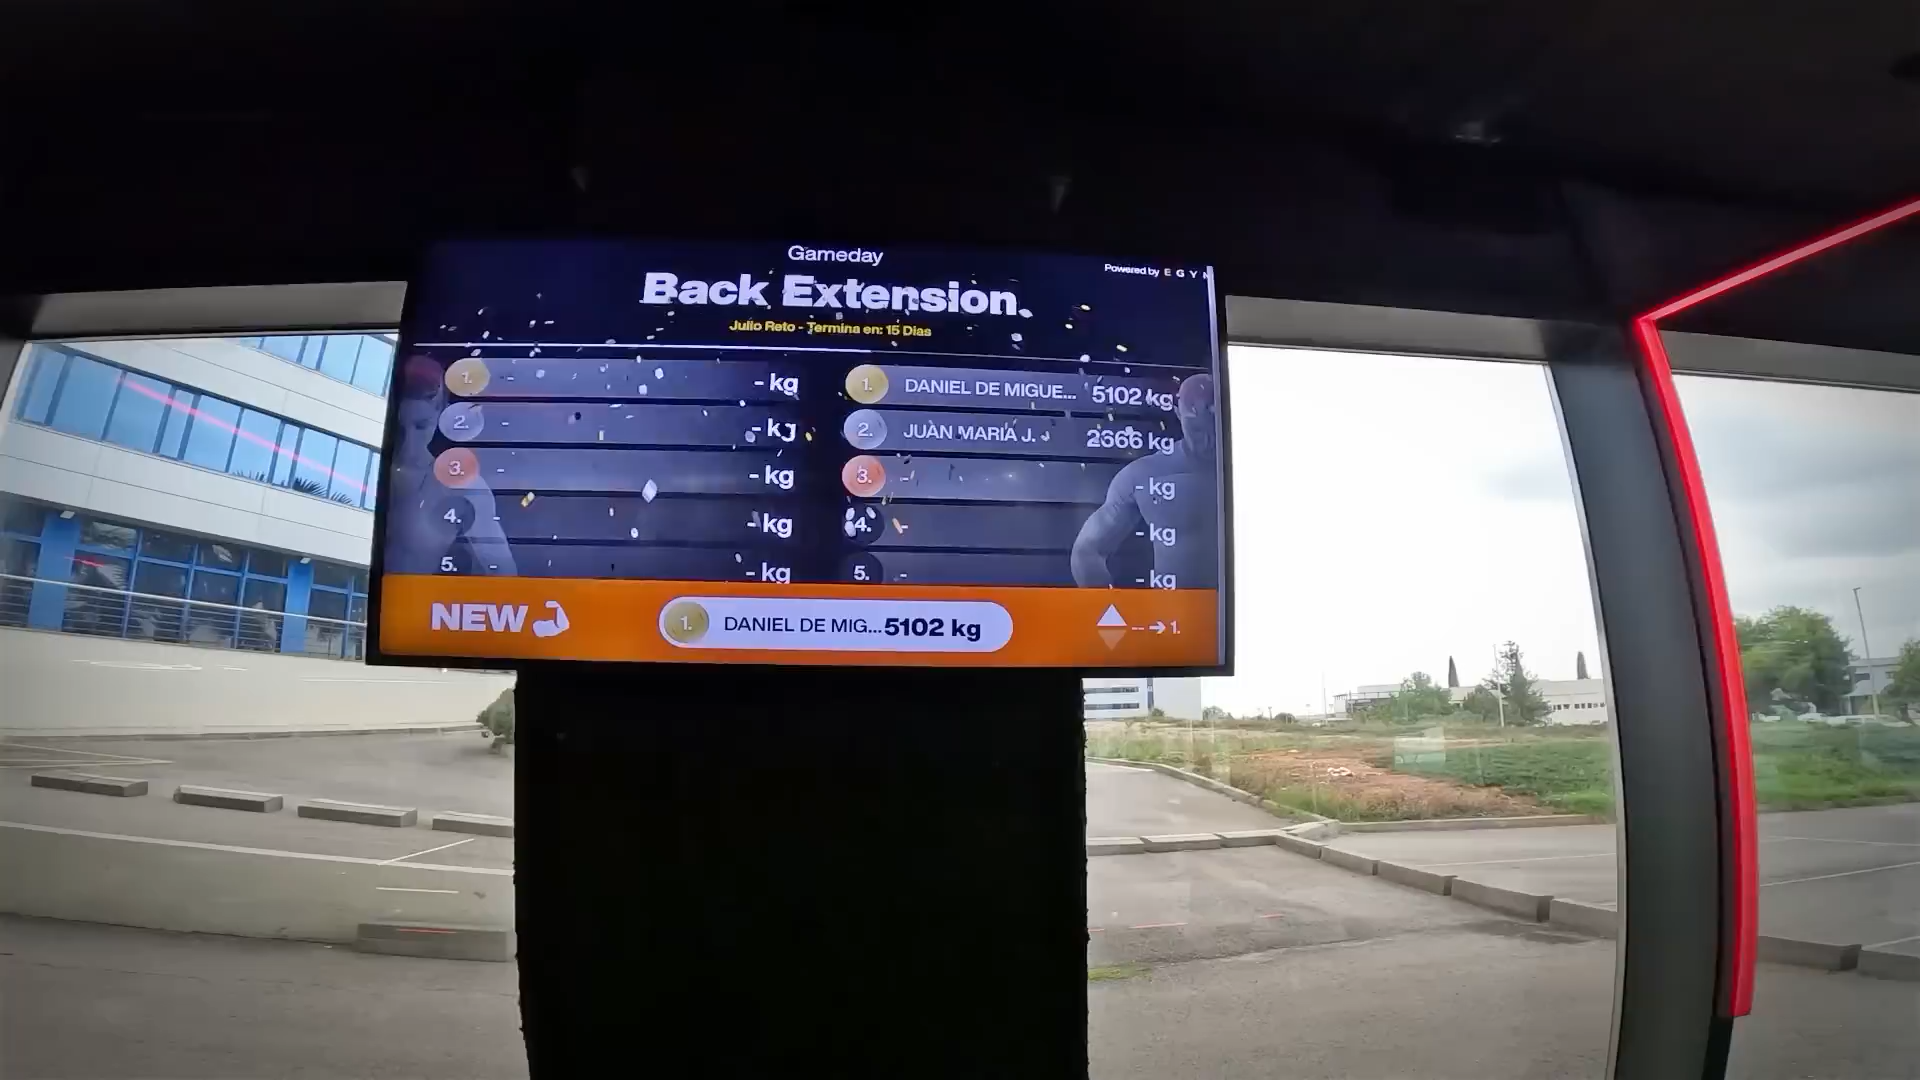 Gameday
Powered by EGYM
Back Extension.
Julio Reto - Termina en: 15 Dias
1. - - kg
2. - - kg
3. - - kg
4. - - kg
5. - - kg
1. DANIEL DE MIGUE... 5102 kg
2. JUAN MARIA J. 2666 kg
3. - - kg
4. - - kg
5. - - kg
NEW
1. DANIEL DE MIG... 5102 kg
-- → 1.